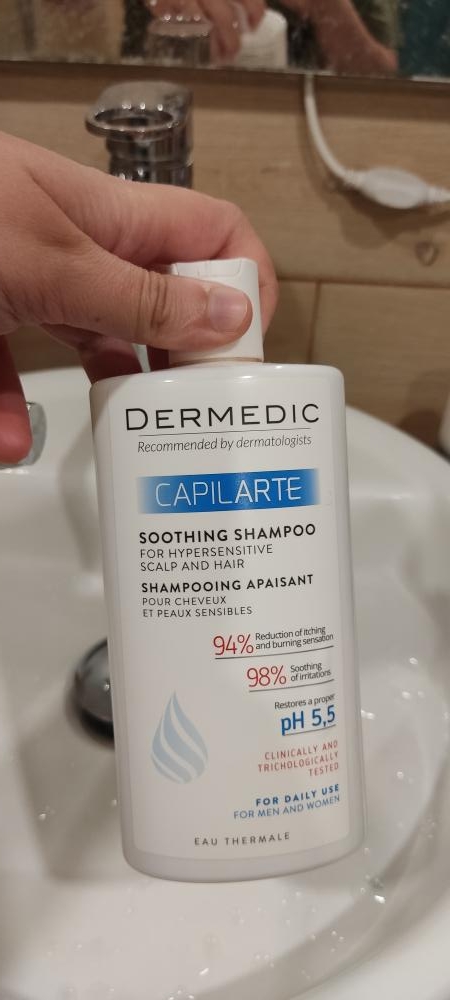 DERMEDIC
Recommended by dermatologists
CAPILARTE
SOOTHING SHAMPOO
FOR HYPERSENSITIVE
SCALP AND HAIR
SHAMPOOING APAISANT
POUR CHEVEUX
ET PEAUX SENSIBLES
94% Reduction of itching
and burning sensation
98% Soothing
of irritations
Restores a proper
pH 5,5
CLINICALLY AND
TRICHOLOGICALLY
TESTED
FOR DAILY USE
FOR MEN AND WOMEN
EAU THERMALE